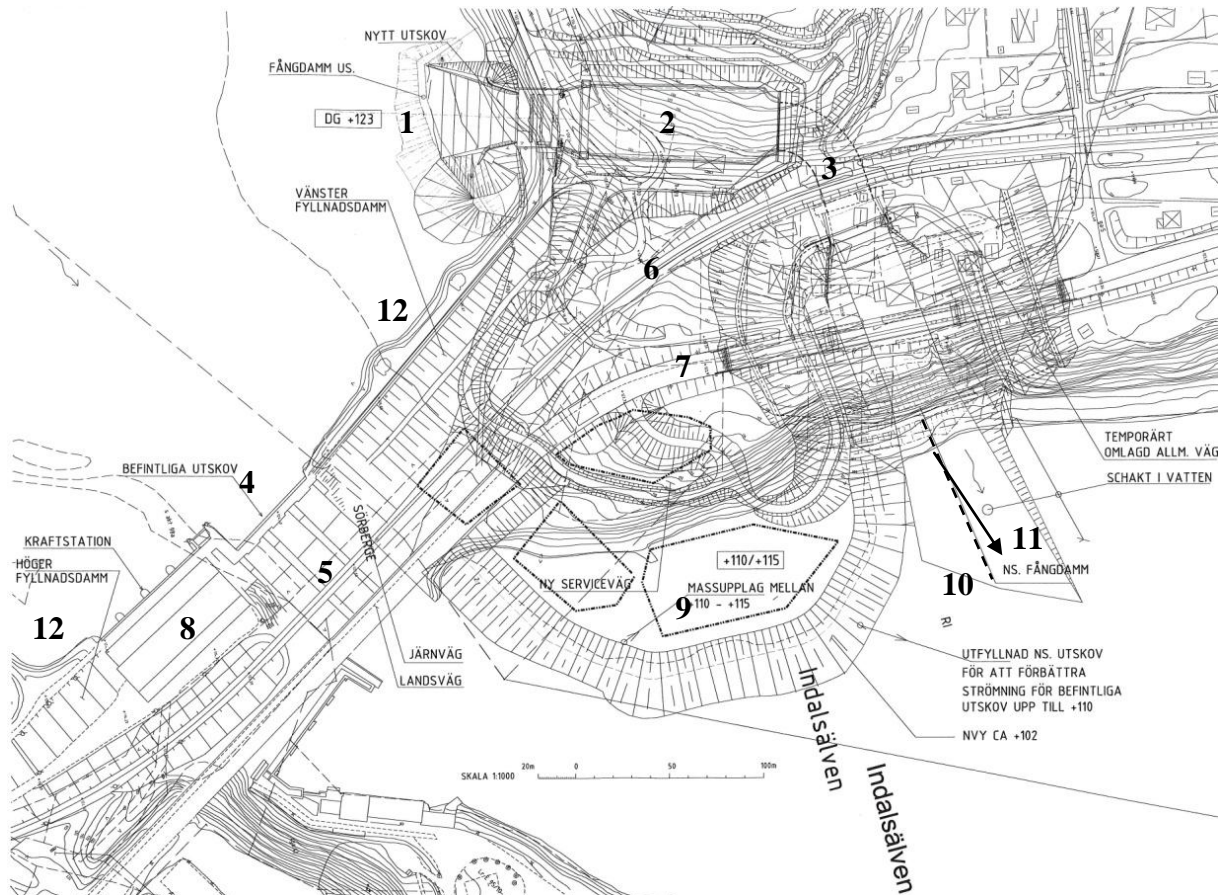 NYTT UTSKOV
FÅNGDAMM US.
DG +123
1
2
3
VÄNSTER
FYLLNADSDAMM
6
12
7
BEFINTLIGA UTSKOV
4
TEMPORÄRT
OMLAGD ALLM. VÄG
SCHAKT I VATTEN
KRAFTSTATION
HÖGER
FYLLNADSDAMM
SÖRBERGE
5
11
NS. FÅNGDAMM
10
+110/+115
NY SERVICEVÄG
MASSUPPLAG MELLAN
+110 - +115
9
12
8
RI
JÄRNVÄG
LANDSVÄG
UTFYLLNAD NS. UTSKOV
FÖR ATT FÖRBÄTTRA
STRÖMNING FÖR BEFINTLIGA
UTSKOV UPP TILL +110
NVY CA +102
Indalsälven
Indalsälven
SKALA 1:1000
20m 0 50 100m